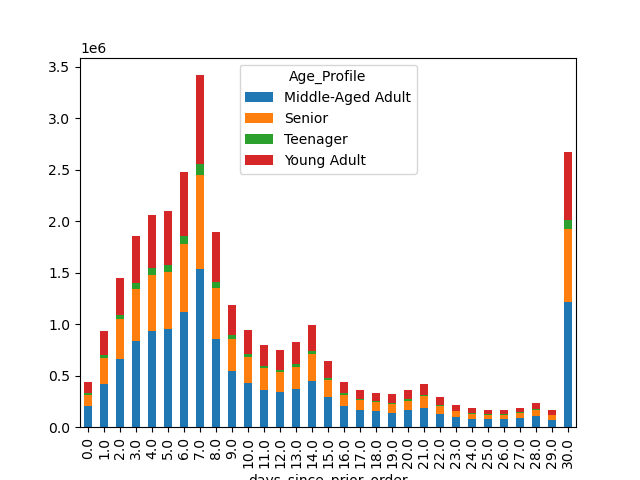 1e6
3.5
3.0
2.5
2.0
1.5
1.0
0.5
0.0
Age_Profile
Middle-Aged Adult
Senior
Teenager
Young Adult
0.0 1.0 2.0 3.0 4.0 5.0 6.0 7.0 8.0 9.0 10.0 11.0 12.0 13.0 14.0 15.0 16.0 17.0 18.0 19.0 20.0 21.0 22.0 23.0 24.0 25.0 26.0 27.0 28.0 29.0 30.0
days_since_prior_order